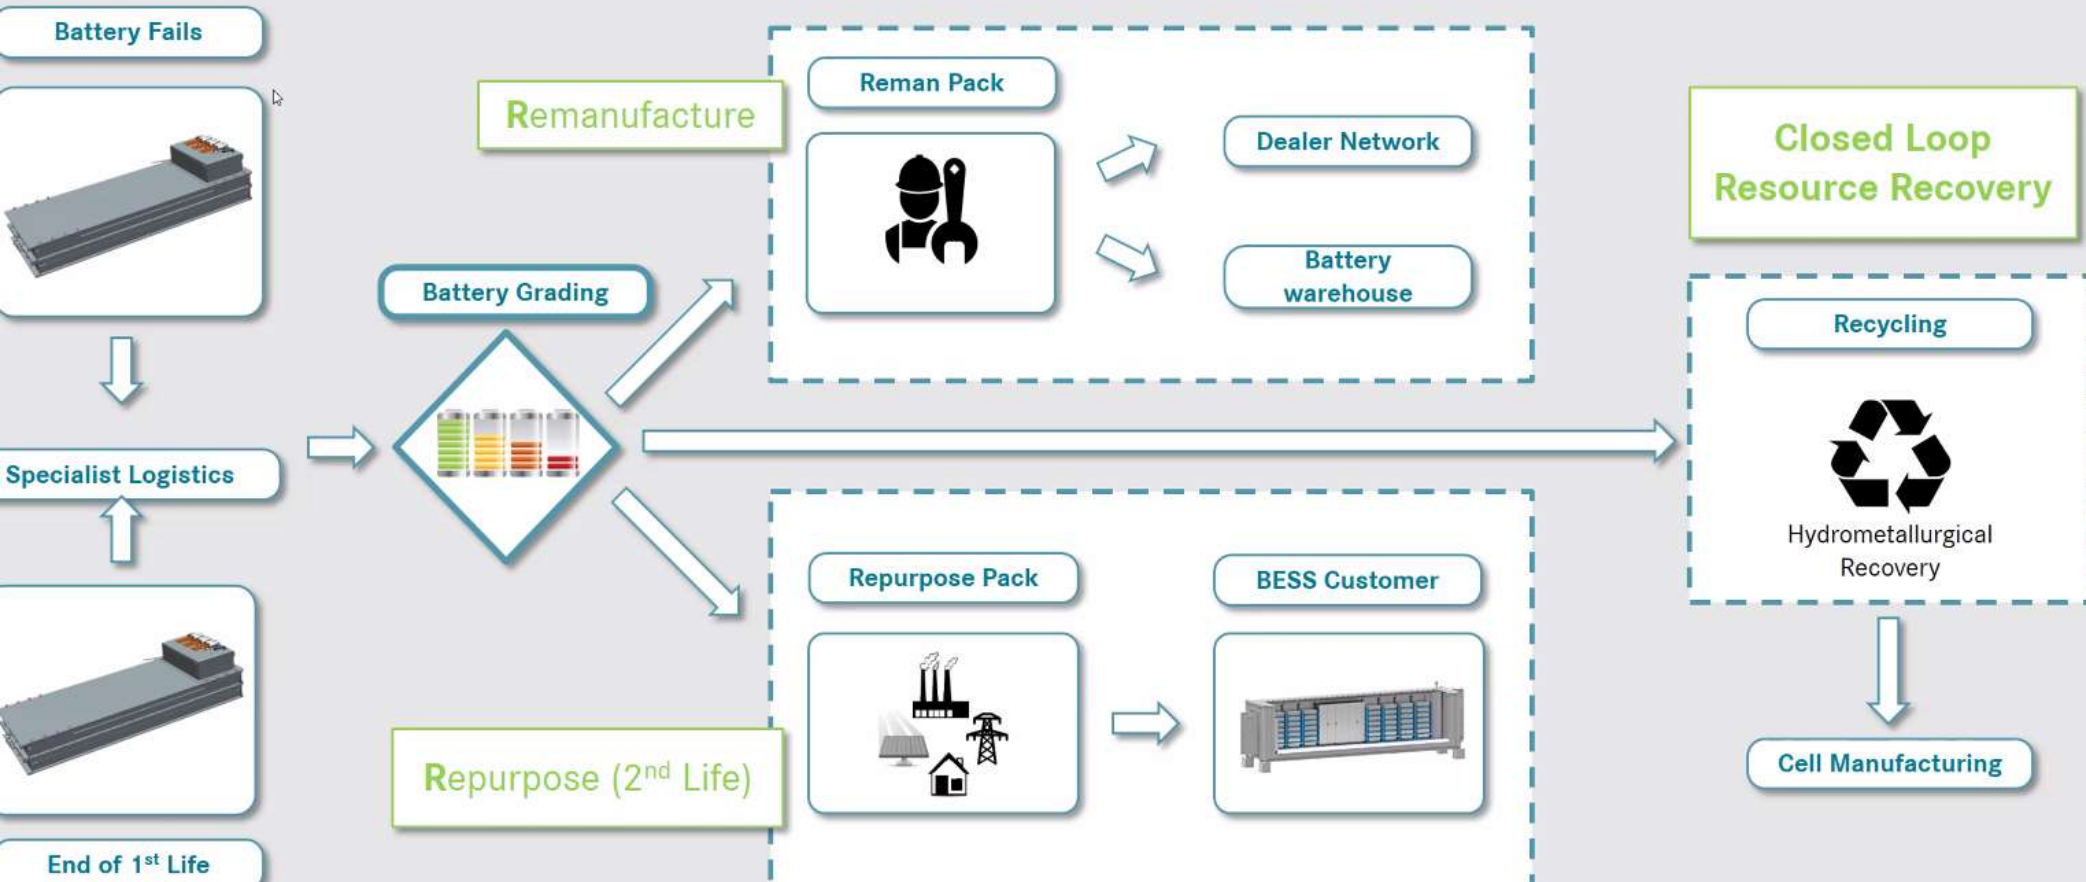 Battery Fails
Specialist Logistics
End of 1st Life
Battery Grading
Remanufacture
Reman Pack
Dealer Network
Battery
warehouse
Repurpose (2nd Life)
Repurpose Pack
BESS Customer
Closed Loop
Resource Recovery
Recycling
Hydrometallurgical
Recovery
Cell Manufacturing